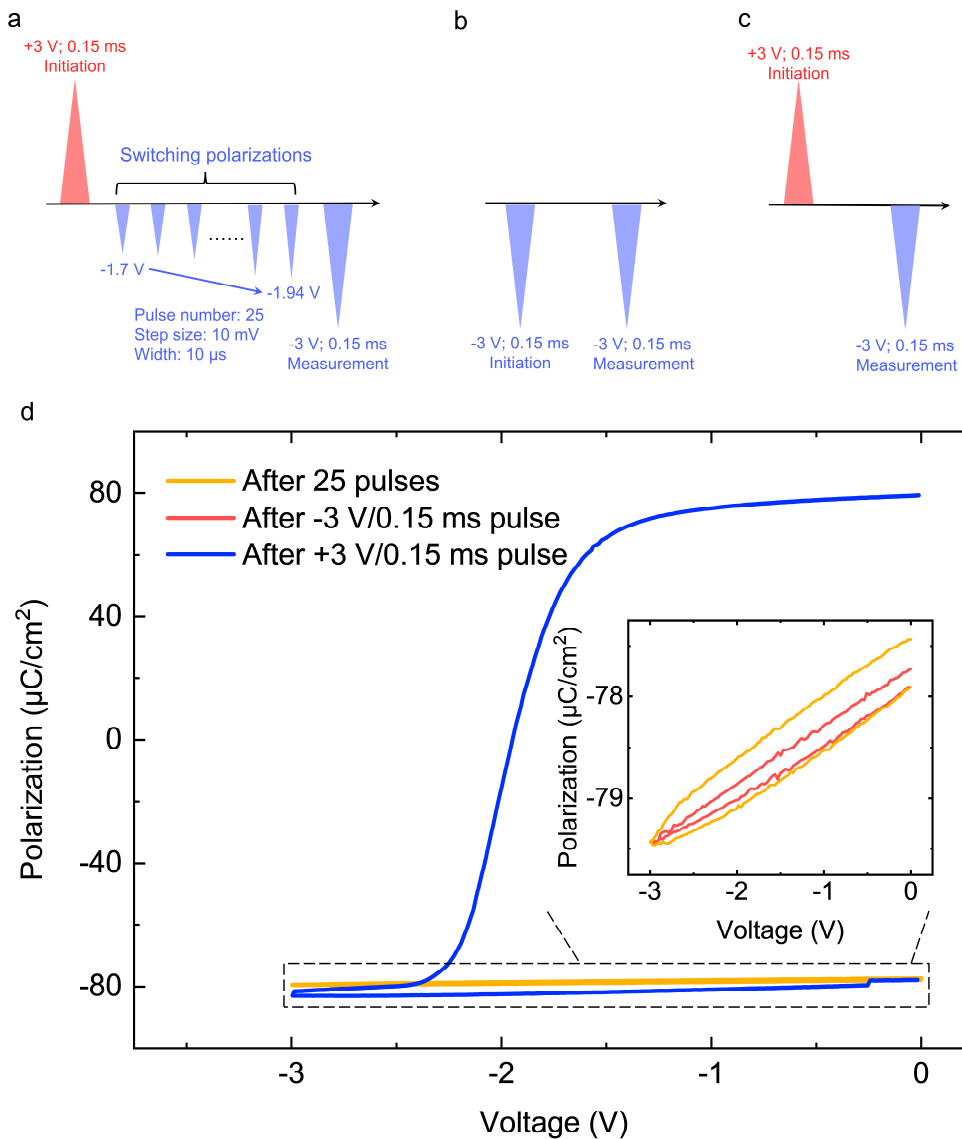 a
+3 V; 0.15 ms
Initiation
Switching polarizations
......
-1.7 V
-1.94 V
Pulse number: 25
Step size: 10 mV
Width: 10 µs
-3 V; 0.15 ms
Measurement
b
-3 V; 0.15 ms
Initiation
-3 V; 0.15 ms
Measurement
c
+3 V; 0.15 ms
Initiation
-3 V; 0.15 ms
Measurement
d
After 25 pulses
After -3 V/0.15 ms pulse
After +3 V/0.15 ms pulse
Polarization (µC/cm²)
80
40
0
-40
-80
-3
-2
-1
0
Voltage (V)
Polarization (µC/cm²)
-78
-79
-3
-2
-1
0
Voltage (V)